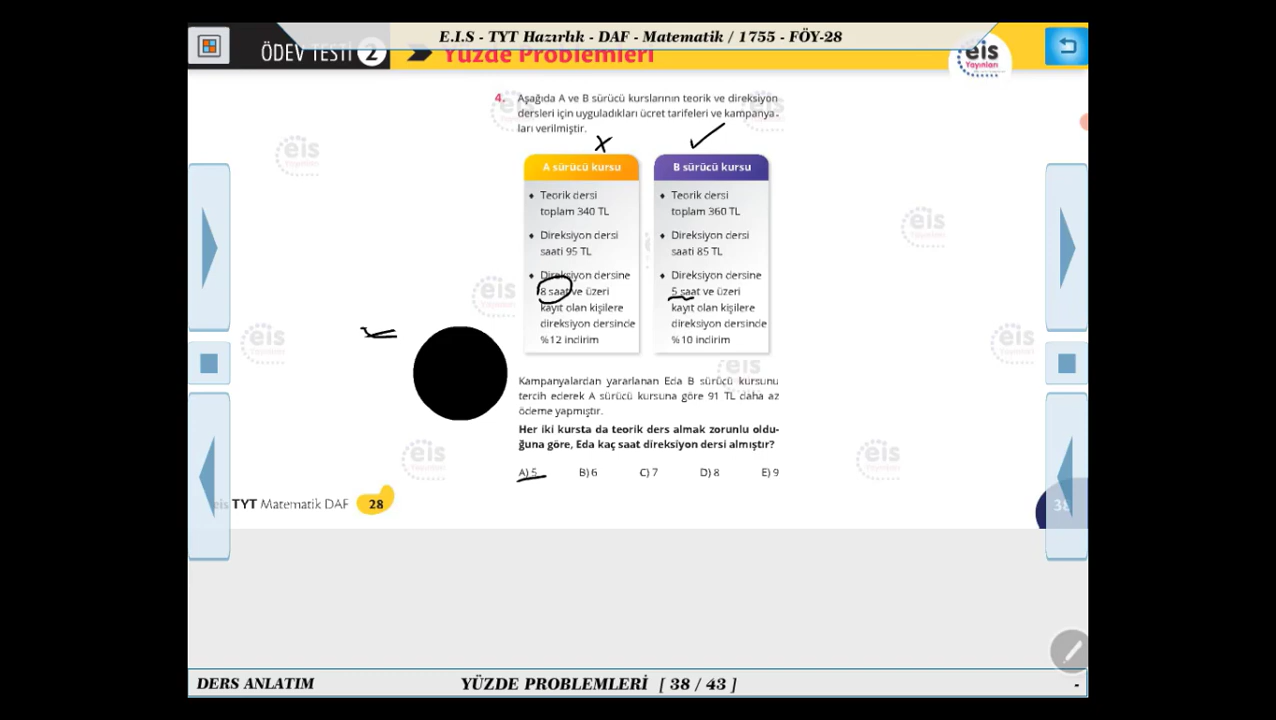 E.I.S - TYT Hazırlık - DAF - Matematik / 1755 - FÖY-28
ÖDEV TESTİ 2
Yüzde Problemleri
eis
Yayınları
4. Aşağıda A ve B sürücü kurslarının teorik ve direksiyon
dersleri için uyguladıkları ücret tarifeleri ve kampanya-
ları verilmiştir.
A sürücü kursu
♦ Teorik dersi
toplam 340 TL
♦ Direksiyon dersi
saati 95 TL
♦ Direksiyon dersine
8 saat ve üzeri
kayıt olan kişilere
direksiyon dersinde
%12 indirim
B sürücü kursu
♦ Teorik dersi
toplam 360 TL
♦ Direksiyon dersi
saati 85 TL
♦ Direksiyon dersine
5 saat ve üzeri
kayıt olan kişilere
direksiyon dersinde
%10 indirim
Kampanyalardan yararlanan Eda B sürücü kursunu
tercih ederek A sürücü kursuna göre 91 TL daha az
ödeme yapmıştır.
Her iki kursta da teorik ders almak zorunlu oldu-
ğuna göre, Eda kaç saat direksiyon dersi almıştır?
A) 5 B) 6 C) 7 D) 8 E) 9
eis TYT Matematik DAF 28
38
DERS ANLATIM
YÜZDE PROBLEMLERİ [ 38 / 43 ]
-